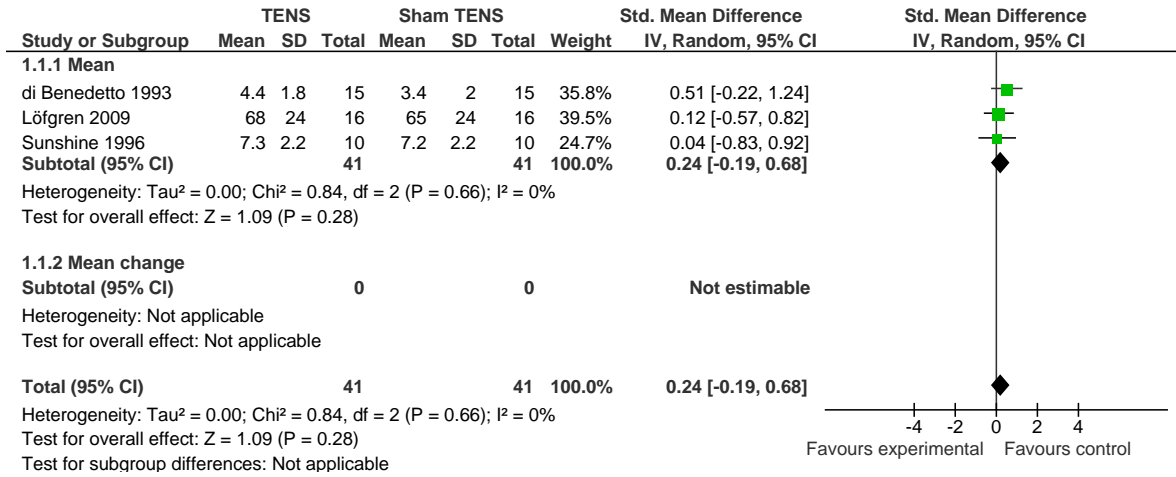 TENS Sham TENS Std. Mean Difference Std. Mean Difference
Study or Subgroup Mean SD Total Mean SD Total Weight IV, Random, 95% CI IV, Random, 95% CI
1.1.1 Mean
di Benedetto 1993 4.4 1.8 15 3.4 2 15 35.8% 0.51 [-0.22, 1.24]
Löfgren 2009 68 24 16 65 24 16 39.5% 0.12 [-0.57, 0.82]
Sunshine 1996 7.3 2.2 10 7.2 2.2 10 24.7% 0.04 [-0.83, 0.92]
Subtotal (95% CI) 41 41 100.0% 0.24 [-0.19, 0.68]
Heterogeneity: Tau² = 0.00; Chi² = 0.84, df = 2 (P = 0.66); I² = 0%
Test for overall effect: Z = 1.09 (P = 0.28)
1.1.2 Mean change
Subtotal (95% CI) 0 0 Not estimable
Heterogeneity: Not applicable
Test for overall effect: Not applicable
Total (95% CI) 41 41 100.0% 0.24 [-0.19, 0.68]
Heterogeneity: Tau² = 0.00; Chi² = 0.84, df = 2 (P = 0.66); I² = 0%
Test for overall effect: Z = 1.09 (P = 0.28)
Test for subgroup differences: Not applicable
-4 -2 0 2 4
Favours experimental Favours control